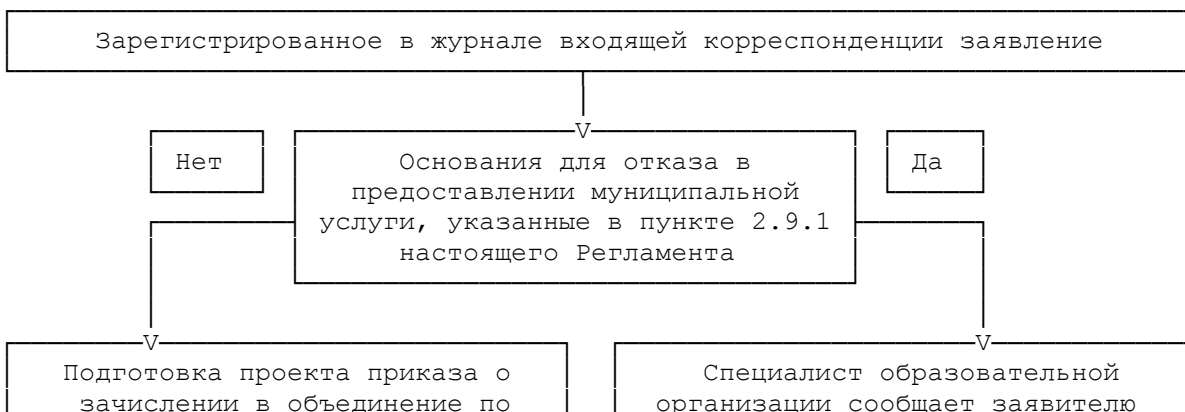 Зарегистрированное в журнале входящей корреспонденции заявление
V
Нет
Основания для отказа в
предоставлении муниципальной
услуги, указанные в пункте 2.9.1
настоящего Регламента
Да
V
Подготовка проекта приказа о
зачислении в объединение по
V
Специалист образовательной
организации сообщает заявителю